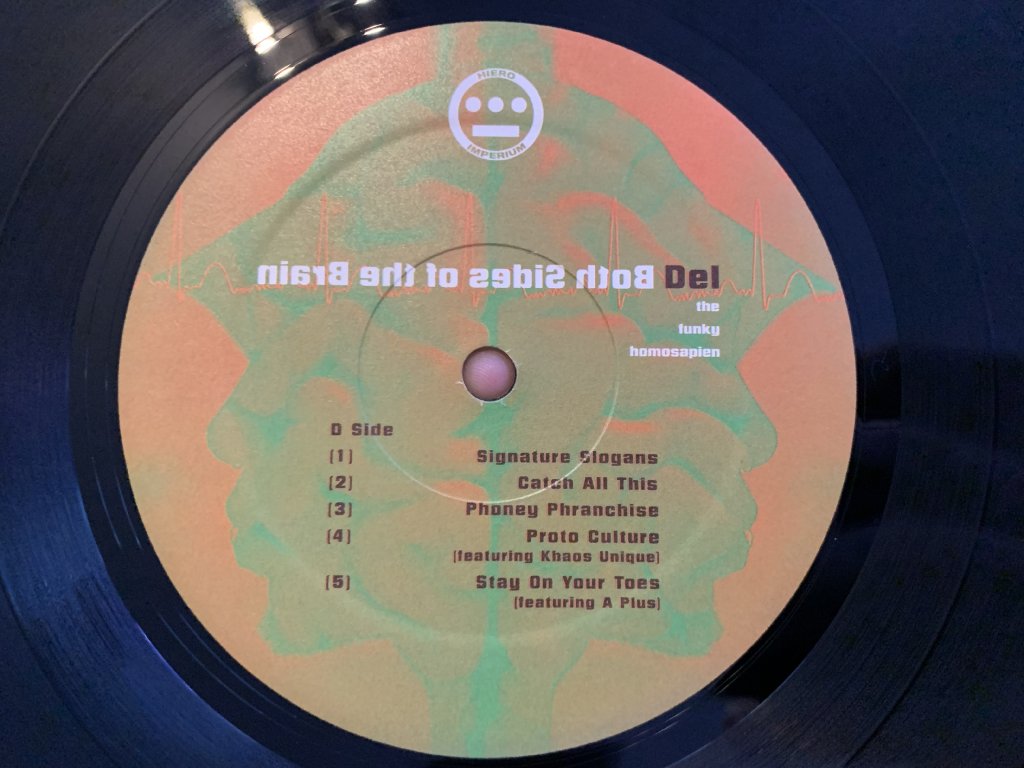 HIERO
IMPERIUM
Both Sides of the Brain Del
the
funky
homosapien
D Side
(1) Signature Slogans
(2) Catch All This
(3) Phoney Phranchise
(4) Proto Culture
(featuring Khaos Unique)
(5) Stay On Your Toes
(featuring A Plus)